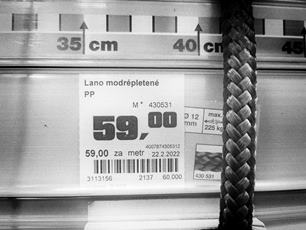 35 cm 40 cm
Lano modrépletené
PP
M* 430531
59,00
59,00 za metr 22.2.2022
3113156 2137 60,000
Ø 12
mm
max.
225 kg
430 531